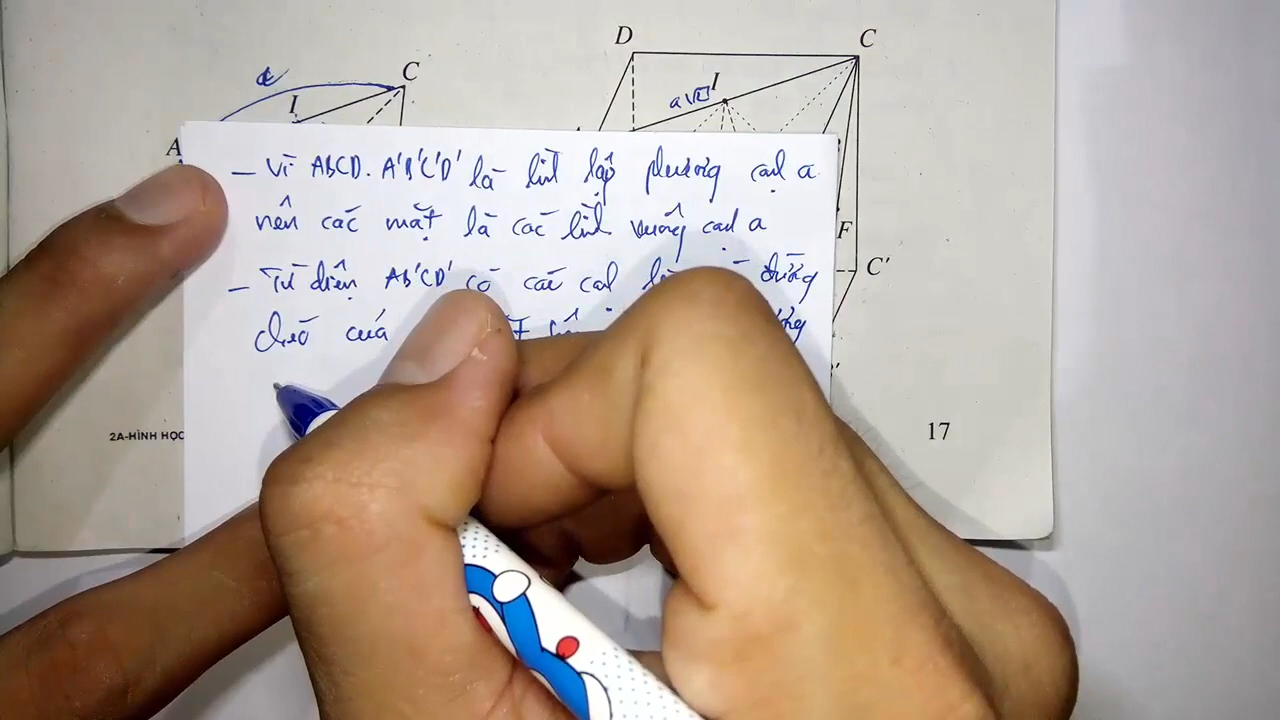 D
C
a
C
I
a√2
I
A
– Vì ABCD.A'B'C'D' là hình lập phương cạnh a
nên các mặt là các hình vuông cạnh a
F
– Tứ diện AB'CD' có các cạnh đường
C'
chéo của
2A-HÌNH HỌC
17